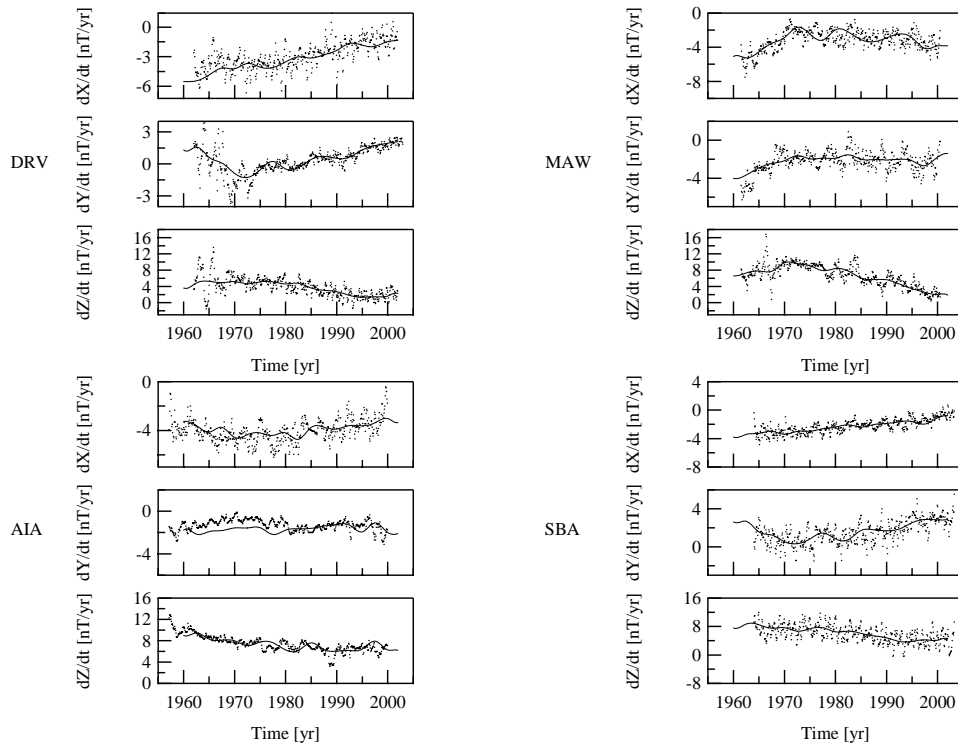 DRV
dX/dt [nT/yr]
0
-3
-6
dY/dt [nT/yr]
3
0
-3
dZ/dt [nT/yr]
16
12
8
4
0
1960 1970 1980 1990 2000
Time [yr]
MAW
dX/dt [nT/yr]
0
-4
-8
dY/dt [nT/yr]
0
-4
dZ/dt [nT/yr]
16
12
8
4
0
1960 1970 1980 1990 2000
Time [yr]
AIA
dX/dt [nT/yr]
0
-4
dY/dt [nT/yr]
0
-4
dZ/dt [nT/yr]
16
12
8
4
0
1960 1970 1980 1990 2000
Time [yr]
SBA
dX/dt [nT/yr]
4
0
-4
-8
dY/dt [nT/yr]
4
0
dZ/dt [nT/yr]
16
8
0
-8
1960 1970 1980 1990 2000
Time [yr]